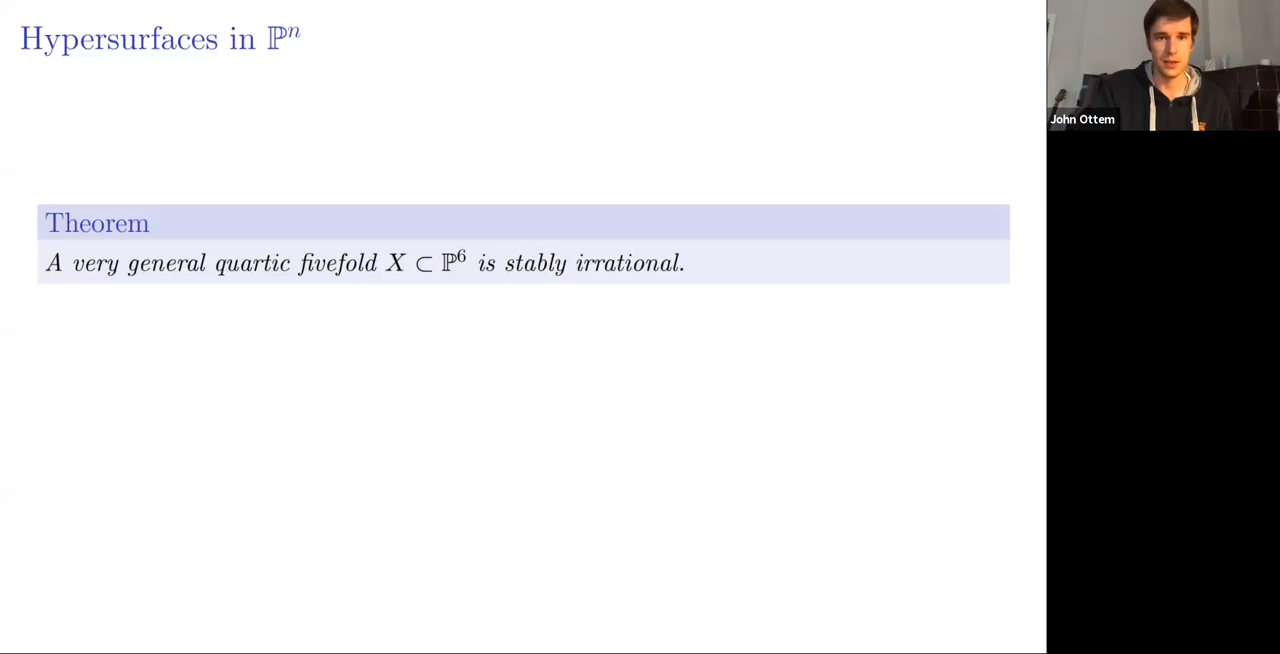 Hypersurfaces in ℙⁿ
John Ottem
Theorem
A very general quartic fivefold X ⊂ ℙ⁶ is stably irrational.